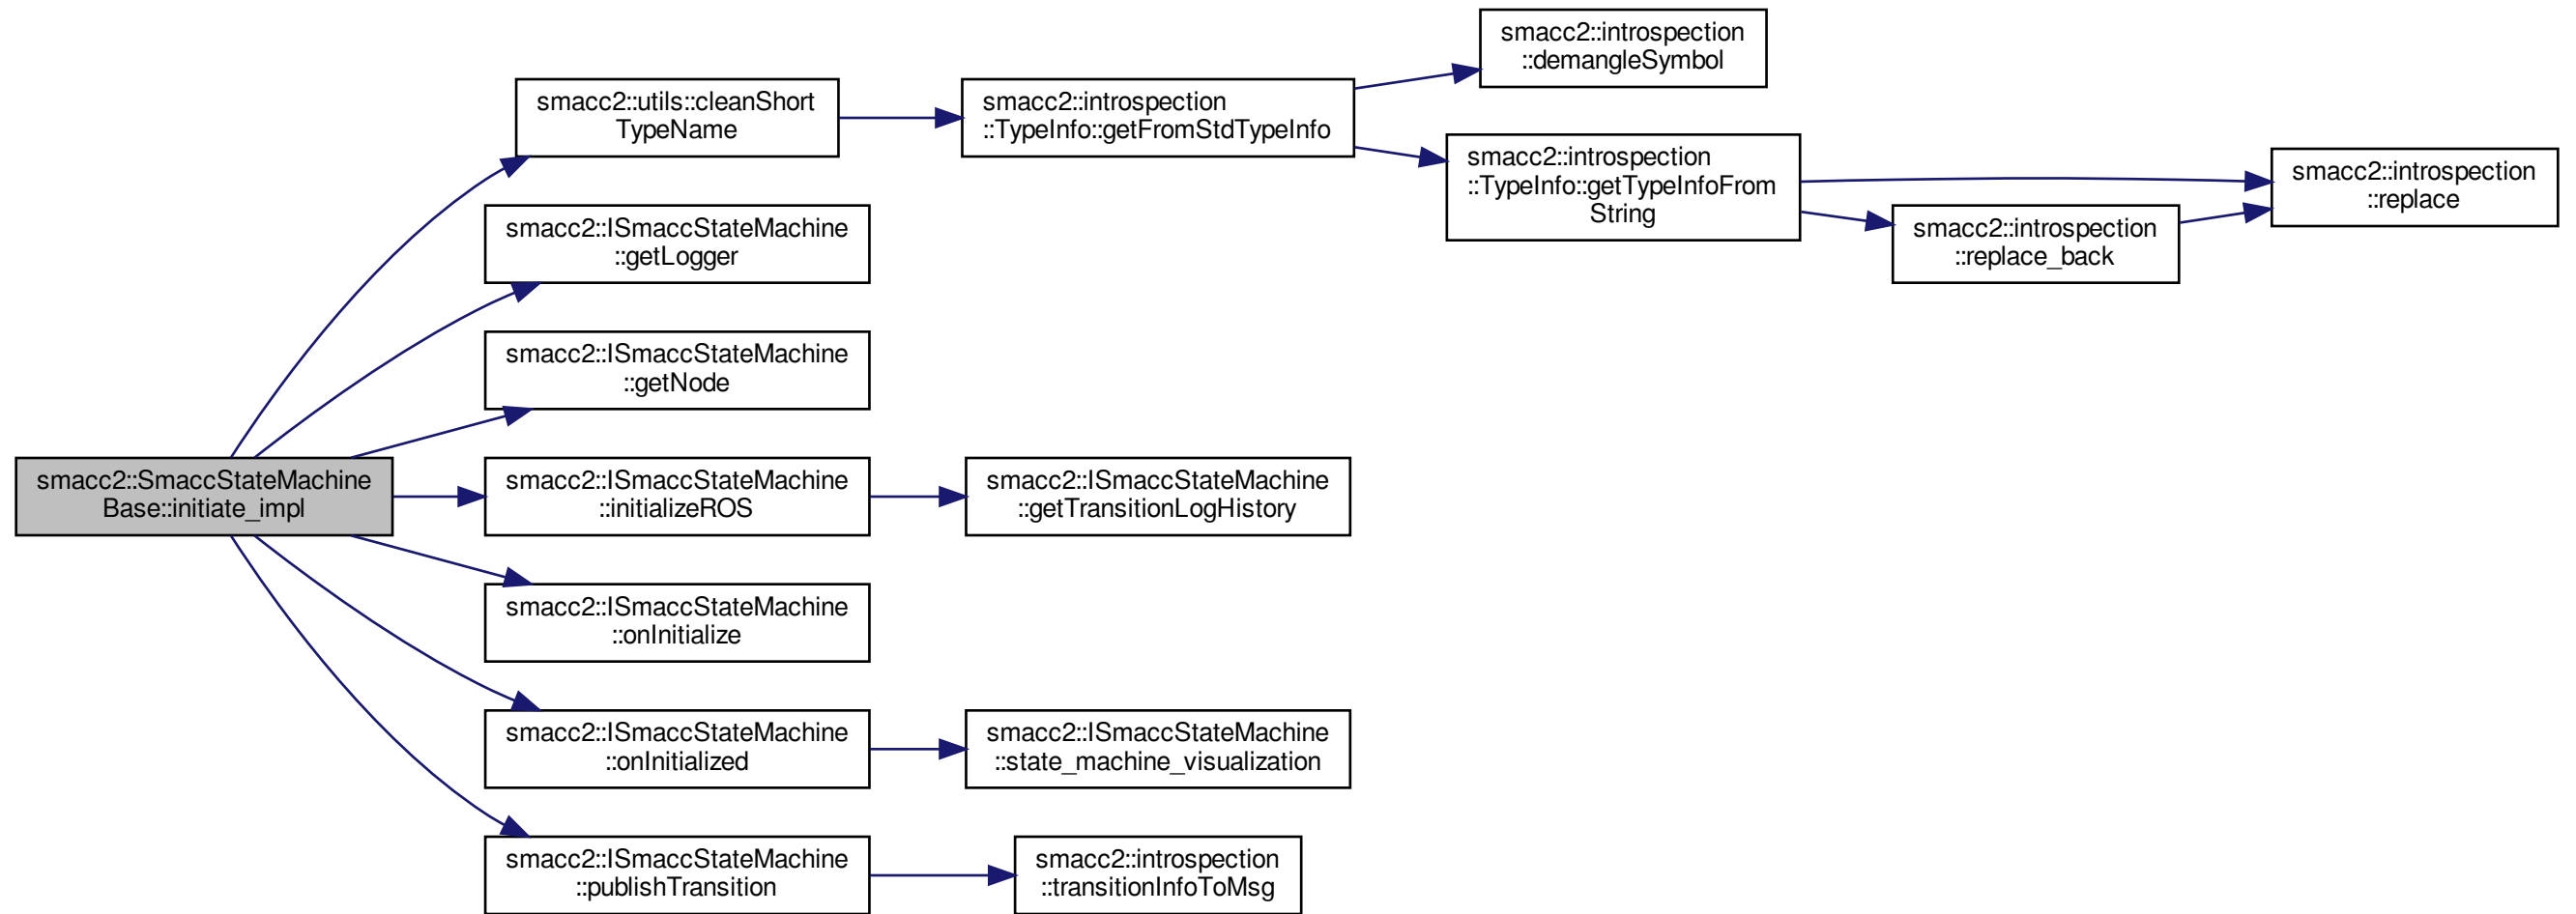 smacc2::SmaccStateMachine
Base::initiate_impl
smacc2::utils::cleanShort
TypeName
smacc2::introspection
::TypeInfo::getFromStdTypeInfo
smacc2::introspection
::demangleSymbol
smacc2::introspection
::TypeInfo::getTypeInfoFrom
String
smacc2::introspection
::replace
smacc2::introspection
::replace_back
smacc2::ISmaccStateMachine
::getLogger
smacc2::ISmaccStateMachine
::getNode
smacc2::ISmaccStateMachine
::initializeROS
smacc2::ISmaccStateMachine
::getTransitionLogHistory
smacc2::ISmaccStateMachine
::onInitialize
smacc2::ISmaccStateMachine
::onInitialized
smacc2::ISmaccStateMachine
::state_machine_visualization
smacc2::ISmaccStateMachine
::publishTransition
smacc2::introspection
::transitionInfoToMsg